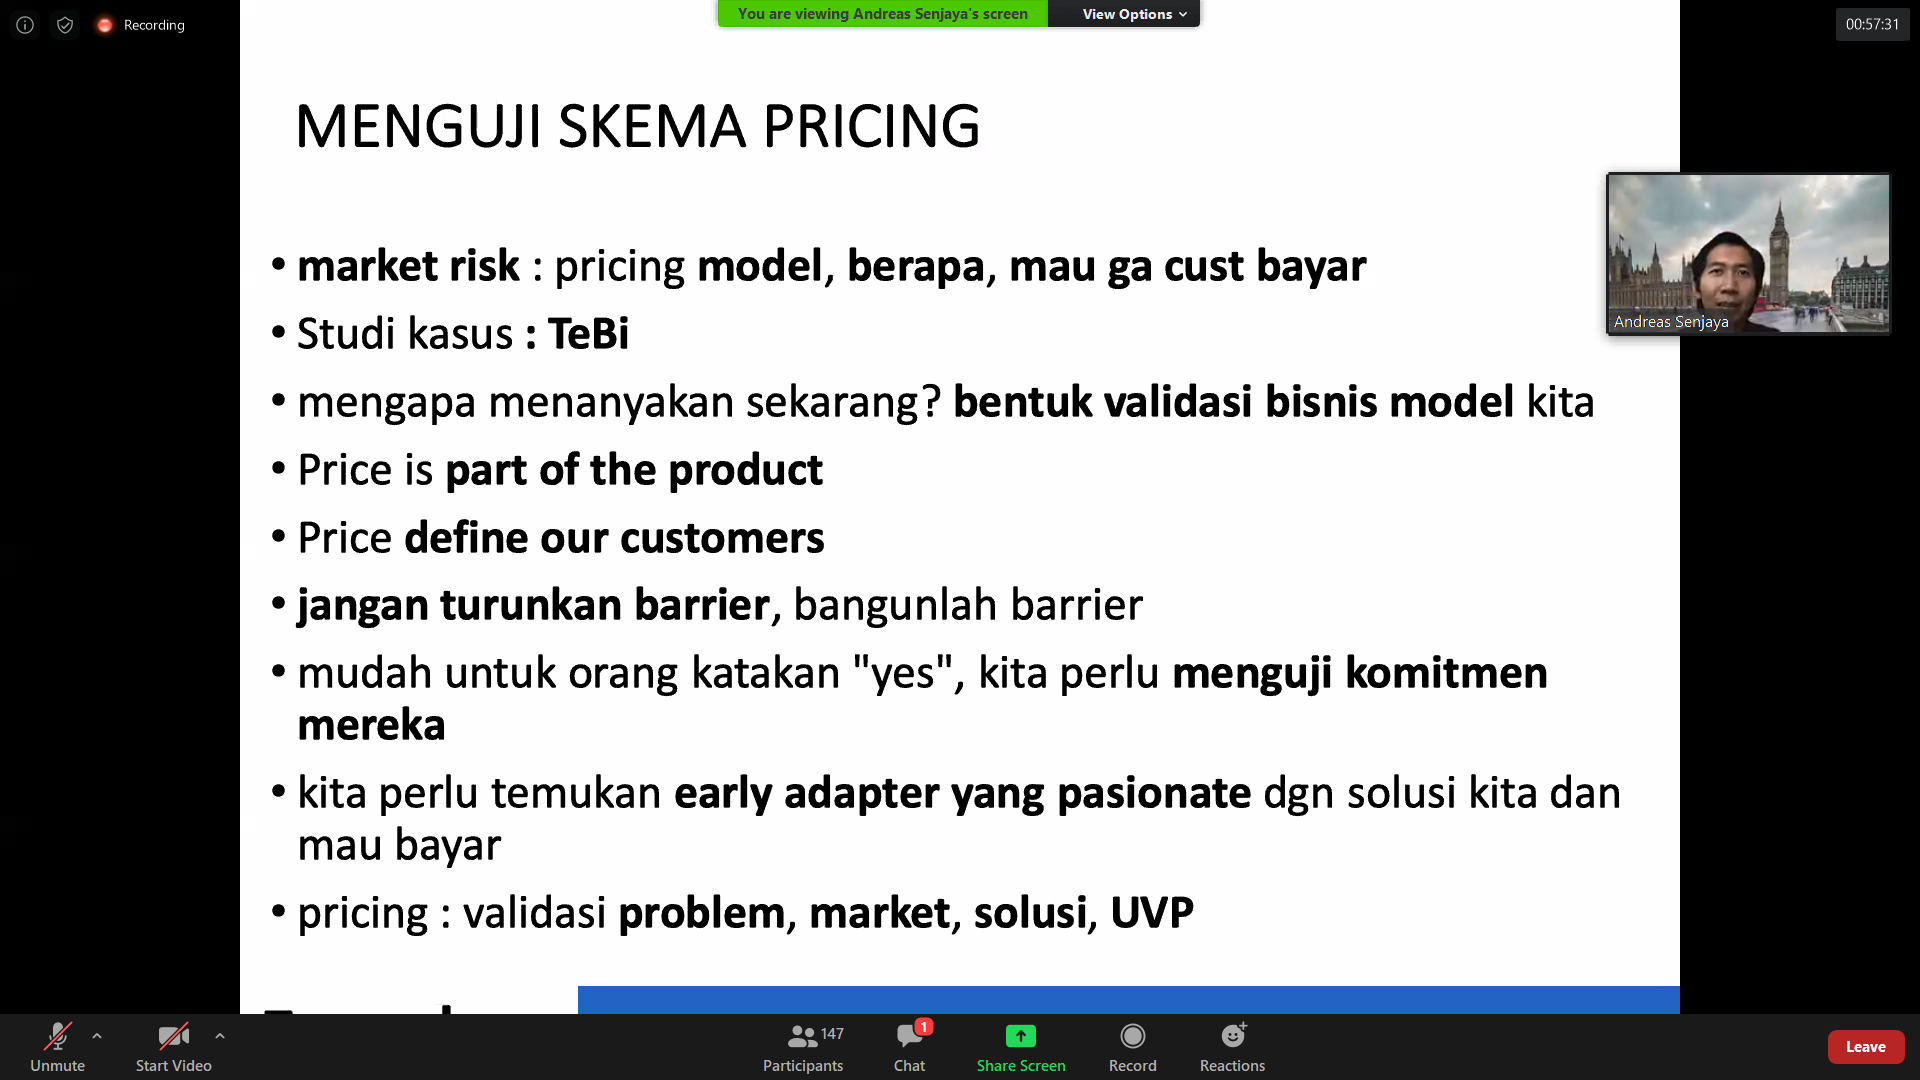 Recording
You are viewing Andreas Senjaya's screen
View Options
00:57:31
MENGUJI SKEMA PRICING
• market risk : pricing model, berapa, mau ga cust bayar
• Studi kasus : TeBi
• mengapa menanyakan sekarang? bentuk validasi bisnis model kita
• Price is part of the product
• Price define our customers
• jangan turunkan barrier, bangunlah barrier
• mudah untuk orang katakan "yes", kita perlu menguji komitmen
mereka
• kita perlu temukan early adapter yang pasionate dgn solusi kita dan
mau bayar
• pricing : validasi problem, market, solusi, UVP
Andreas Senjaya
Unmute
Start Video
147
Participants
1
Chat
Share Screen
Record
Reactions
Leave